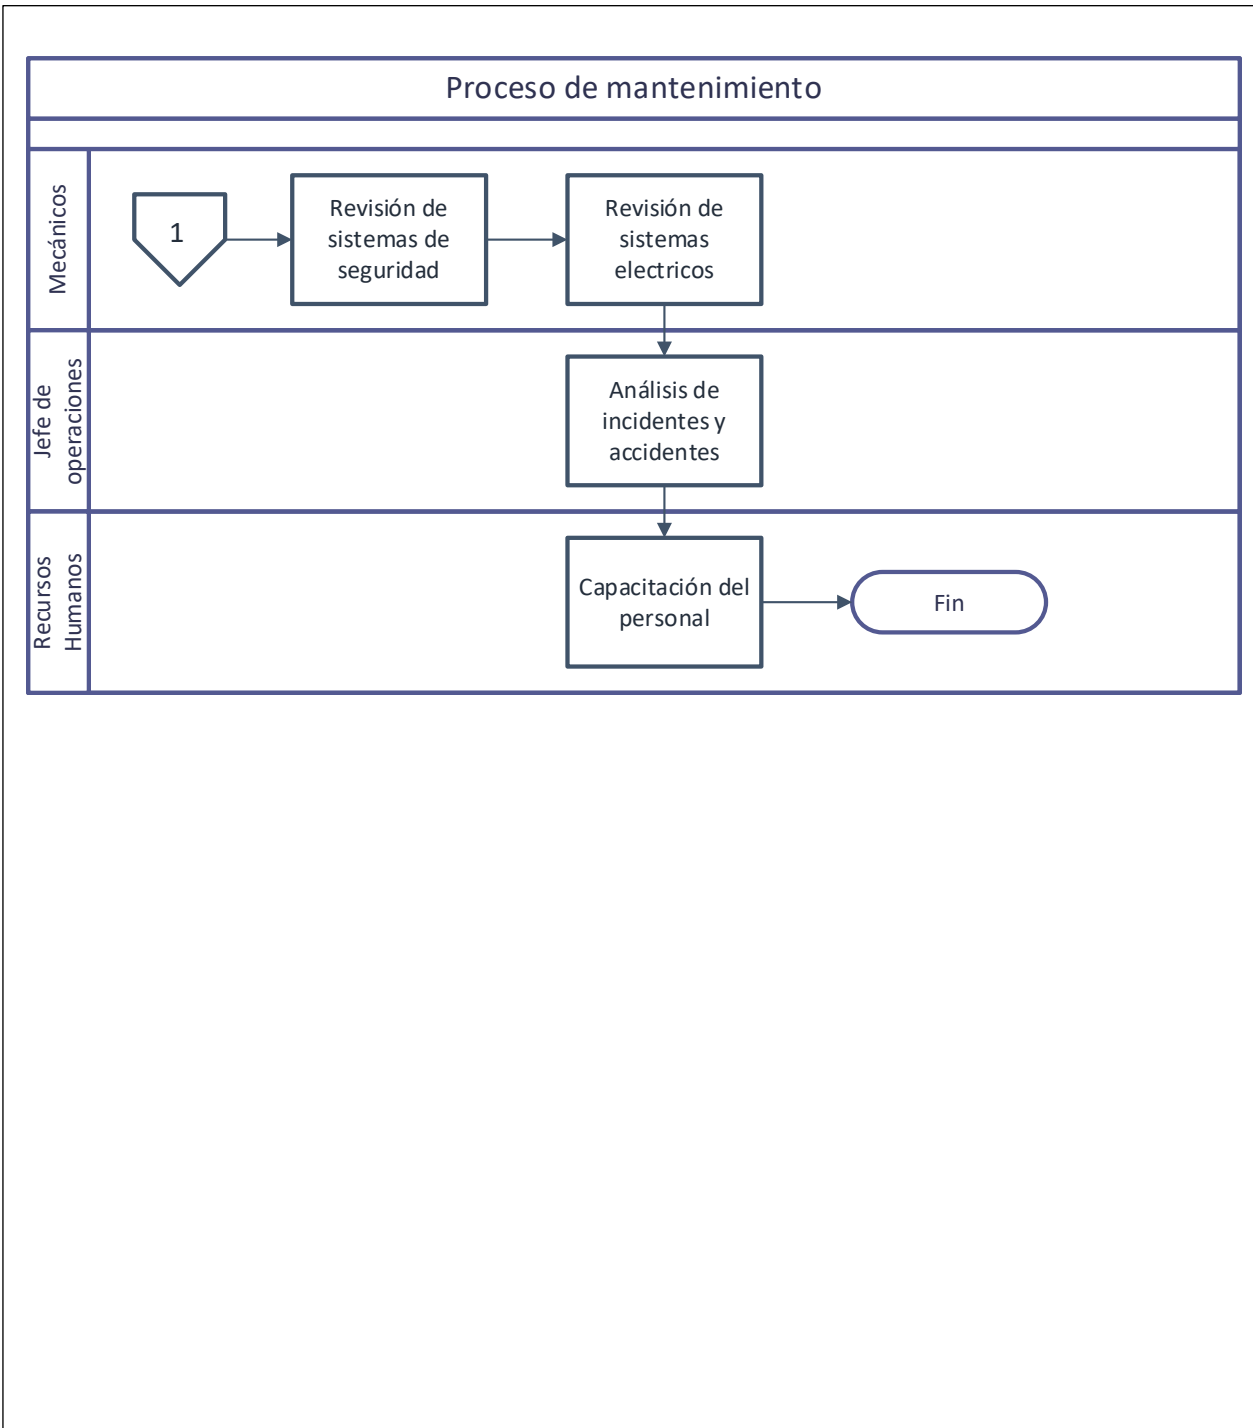 Proceso de mantenimiento
Mecánicos
1
Revisión de
sistemas de
seguridad
Revisión de
sistemas
electricos
Jefe de
operaciones
Análisis de
incidentes y
accidentes
Recursos
Humanos
Capacitación del
personal
Fin